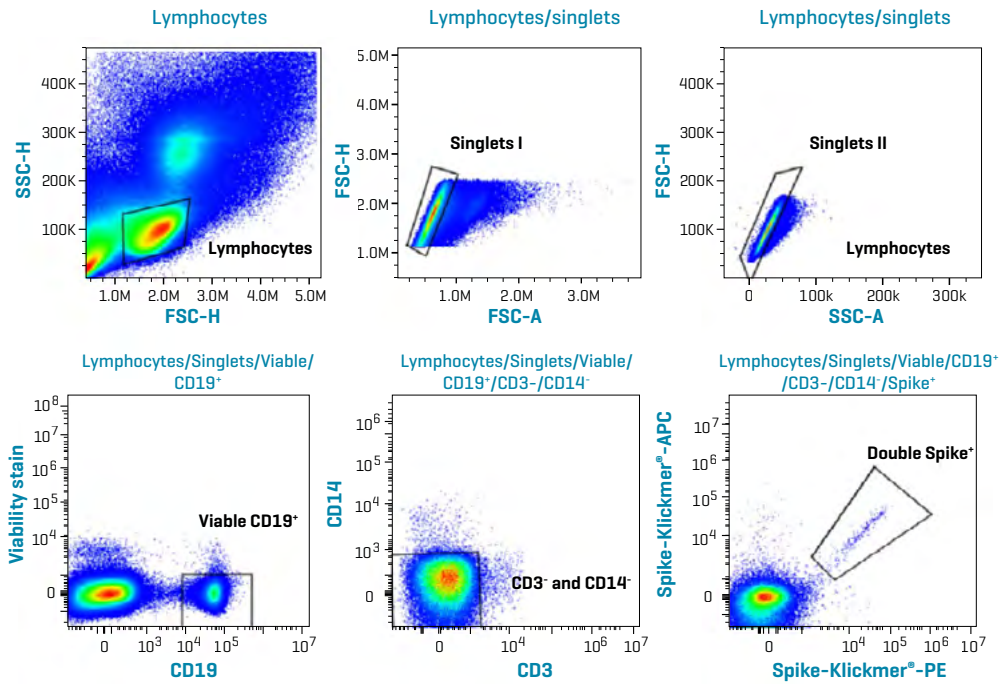 Lymphocytes
SSC-H
400K
300K
200K
100K
Lymphocytes
1.0M 2.0M 3.0M 4.0M 5.0M
FSC-H
Lymphocytes/singlets
FSC-H
5.0M
4.0M
3.0M
2.0M
1.0M
Singlets I
1.0M 2.0M 3.0M
FSC-A
Lymphocytes/singlets
FSC-H
400K
300K
200K
100K
Singlets II
Lymphocytes
0 100k 200k 300k
SSC-A
Lymphocytes/Singlets/Viable/
CD19⁺
Viability stain
10⁸
10⁷
10⁶
10⁵
10⁴
0
Viable CD19⁺
0 10³ 10⁴ 10⁵ 10⁷
CD19
Lymphocytes/Singlets/Viable/
CD19⁺/CD3-/CD14⁻
CD14
10⁶
10⁵
10⁴
10³
0
CD3⁻ and CD14⁻
0 10³ 10⁴ 10⁵ 10⁶ 10⁷
CD3
Lymphocytes/Singlets/Viable/CD19⁺
/CD3-/CD14⁻/Spike⁺
Spike-Klickmer®-APC
10⁷
10⁶
10⁵
10⁴
0
Double Spike⁺
0 10⁴ 10⁵ 10⁶ 10⁷
Spike-Klickmer®-PE